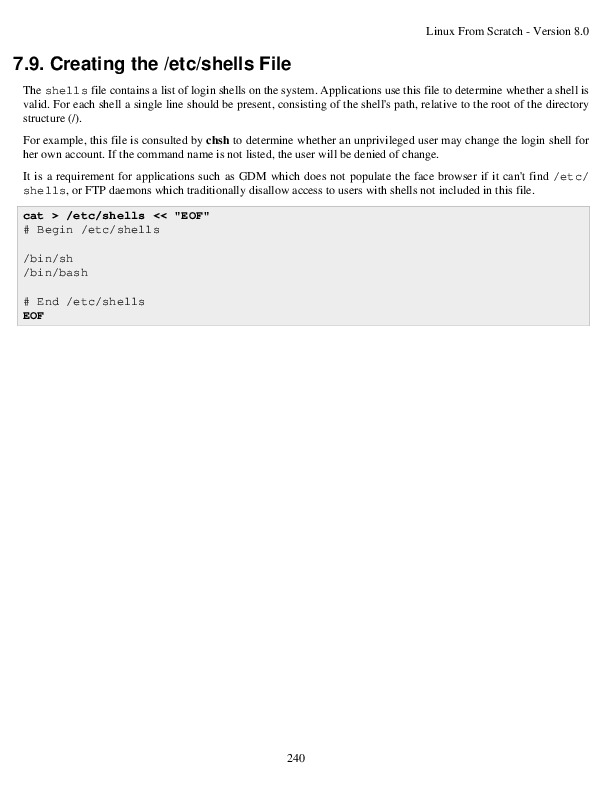 Linux From Scratch - Version 8.0
7.9. Creating the /etc/shells File
The shells file contains a list of login shells on the system. Applications use this file to determine whether a shell is
valid. For each shell a single line should be present, consisting of the shell's path, relative to the root of the directory
structure (/).
For example, this file is consulted by chsh to determine whether an unprivileged user may change the login shell for
her own account. If the command name is not listed, the user will be denied of change.
It is a requirement for applications such as GDM which does not populate the face browser if it can't find /etc/
shells, or FTP daemons which traditionally disallow access to users with shells not included in this file.
cat > /etc/shells << "EOF"
# Begin /etc/shells
/bin/sh
/bin/bash
# End /etc/shells
EOF
240